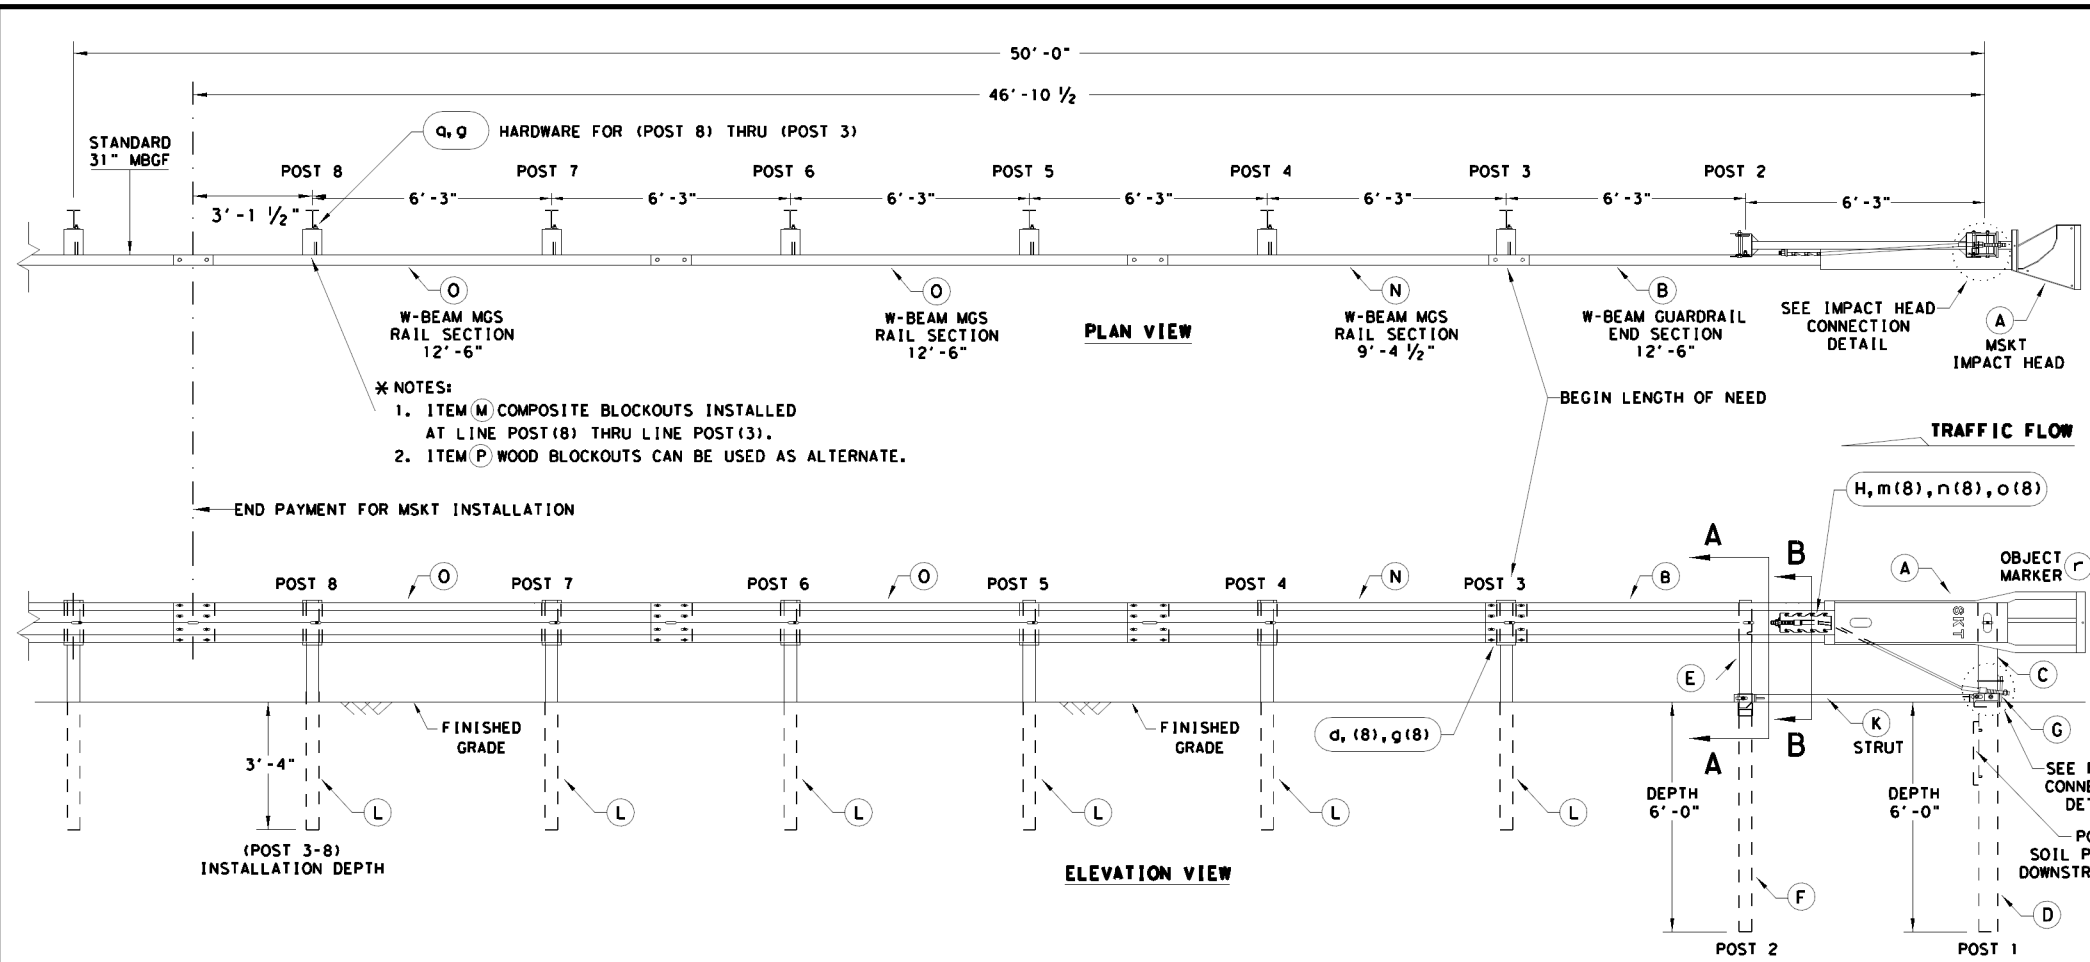 50'-0"
46'-10 1/2
STANDARD
31" MBGF
q,g HARDWARE FOR (POST 8) THRU (POST 3)
POST 8 POST 7 POST 6 POST 5 POST 4 POST 3 POST 2
3'-1 1/2" 6'-3" 6'-3" 6'-3" 6'-3" 6'-3" 6'-3" 6'-3"
O
W-BEAM MGS
RAIL SECTION
12'-6"
O
W-BEAM MGS
RAIL SECTION
12'-6"
PLAN VIEW
N
W-BEAM MGS
RAIL SECTION
9'-4 1/2"
B
W-BEAM GUARDRAIL
END SECTION
12'-6"
SEE IMPACT HEAD
CONNECTION
DETAIL
A
MSKT
IMPACT HEAD
* NOTES:
1. ITEM M COMPOSITE BLOCKOUTS INSTALLED
AT LINE POST(8) THRU LINE POST(3).
2. ITEM P WOOD BLOCKOUTS CAN BE USED AS ALTERNATE.
BEGIN LENGTH OF NEED
TRAFFIC FLOW
END PAYMENT FOR MSKT INSTALLATION
H,m(8),n(8),o(8)
A B
A
OBJECT
MARKER r
POST 8 O POST 7 POST 6 O POST 5 POST 4 N POST 3 B
SKT
E
C
FINISHED
GRADE
FINISHED
GRADE
d,(8),g(8)
K
STRUT
G
A B
3'-4"
L L L L L
DEPTH
6'-0"
DEPTH
6'-0"
SEE
CONNE
DET
PO
SOIL P
DOWNSTR
(POST 3-8)
INSTALLATION DEPTH
ELEVATION VIEW
F
D
POST 2 POST 1